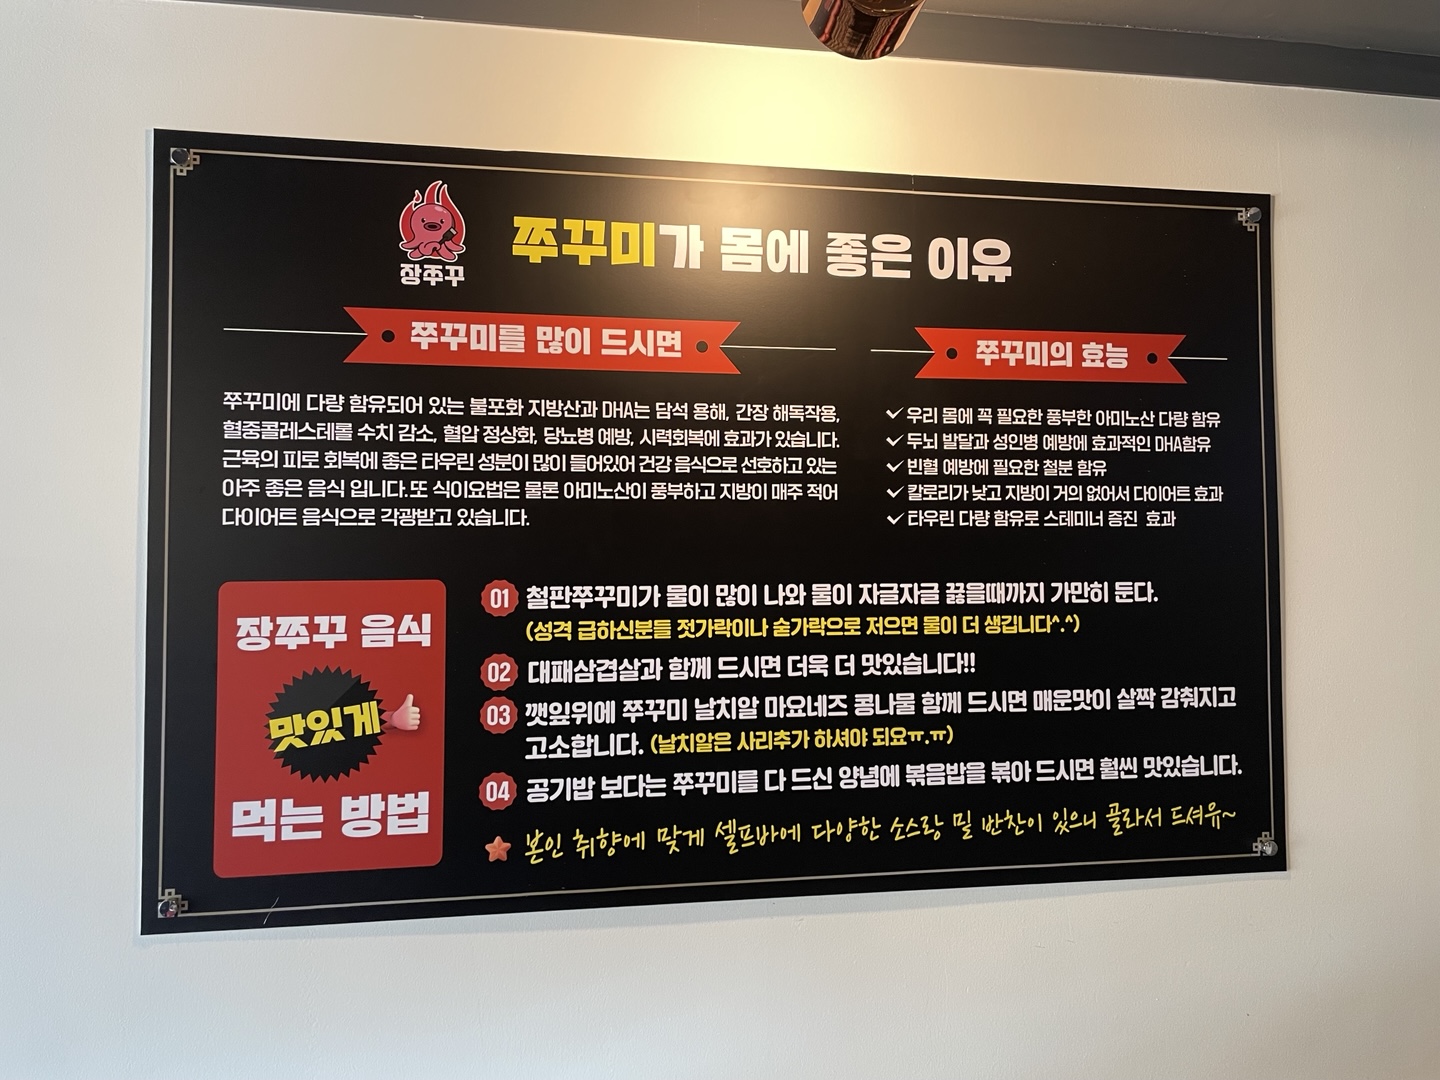 장쭈꾸
쭈꾸미가 몸에 좋은 이유
쭈꾸미를 많이 드시면
쭈꾸미에 다량 함유되어 있는 불포화 지방산과 DHA는 담석 용해, 간장 해독작용,
혈중콜레스테롤 수치 감소, 혈압 정상화, 당뇨병 예방, 시력회복에 효과가 있습니다.
근육의 피로 회복에 좋은 타우린 성분이 많이 들어있어 건강 음식으로 선호하고 있는
아주 좋은 음식 입니다.또 식이요법은 물론 아미노산이 풍부하고 지방이 매주 적어
다이어트 음식으로 각광받고 있습니다.
쭈꾸미의 효능
우리 몸에 꼭 필요한 풍부한 아미노산 다량 함유
두뇌 발달과 성인병 예방에 효과적인 DHA함유
빈혈 예방에 필요한 철분 함유
칼로리가 낮고 지방이 거의 없어서 다이어트 효과
타우린 다량 함유로 스테미너 증진 효과
장쭈꾸 음식
맛있게
먹는 방법
01 철판쭈꾸미가 물이 많이 나와 물이 자글자글 끓을때까지 가만히 둔다.
(성격 급하신분들 젓가락이나 숟가락으로 저으면 물이 더 생깁니다^.^)
02 대패삼겹살과 함께 드시면 더욱 더 맛있습니다!!
03 깻잎위에 쭈꾸미 날치알 마요네즈 콩나물 함께 드시면 매운맛이 살짝 감춰지고
고소합니다. (날치알은 사리추가 하셔야 되요ㅠ.ㅠ)
04 공기밥 보다는 쭈꾸미를 다 드신 양념에 볶음밥을 볶아 드시면 훨씬 맛있습니다.
본인 취향에 맞게 셀프바에 다양한 소스랑 밑 반찬이 있으니 골라서 드셔유~